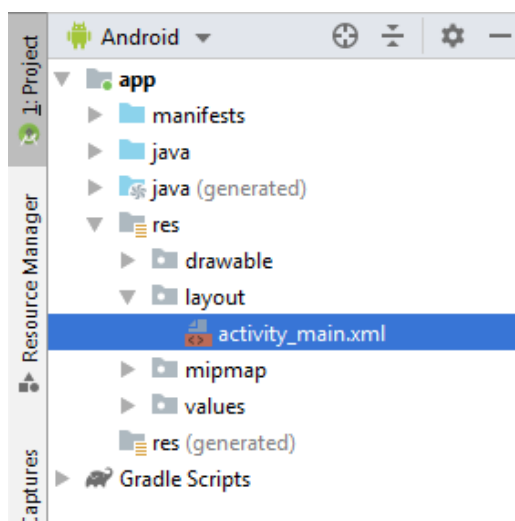 Android
app
manifests
java
java (generated)
res
drawable
layout
activity_main.xml
mipmap
values
res (generated)
Gradle Scripts
1: Project
Resource Manager